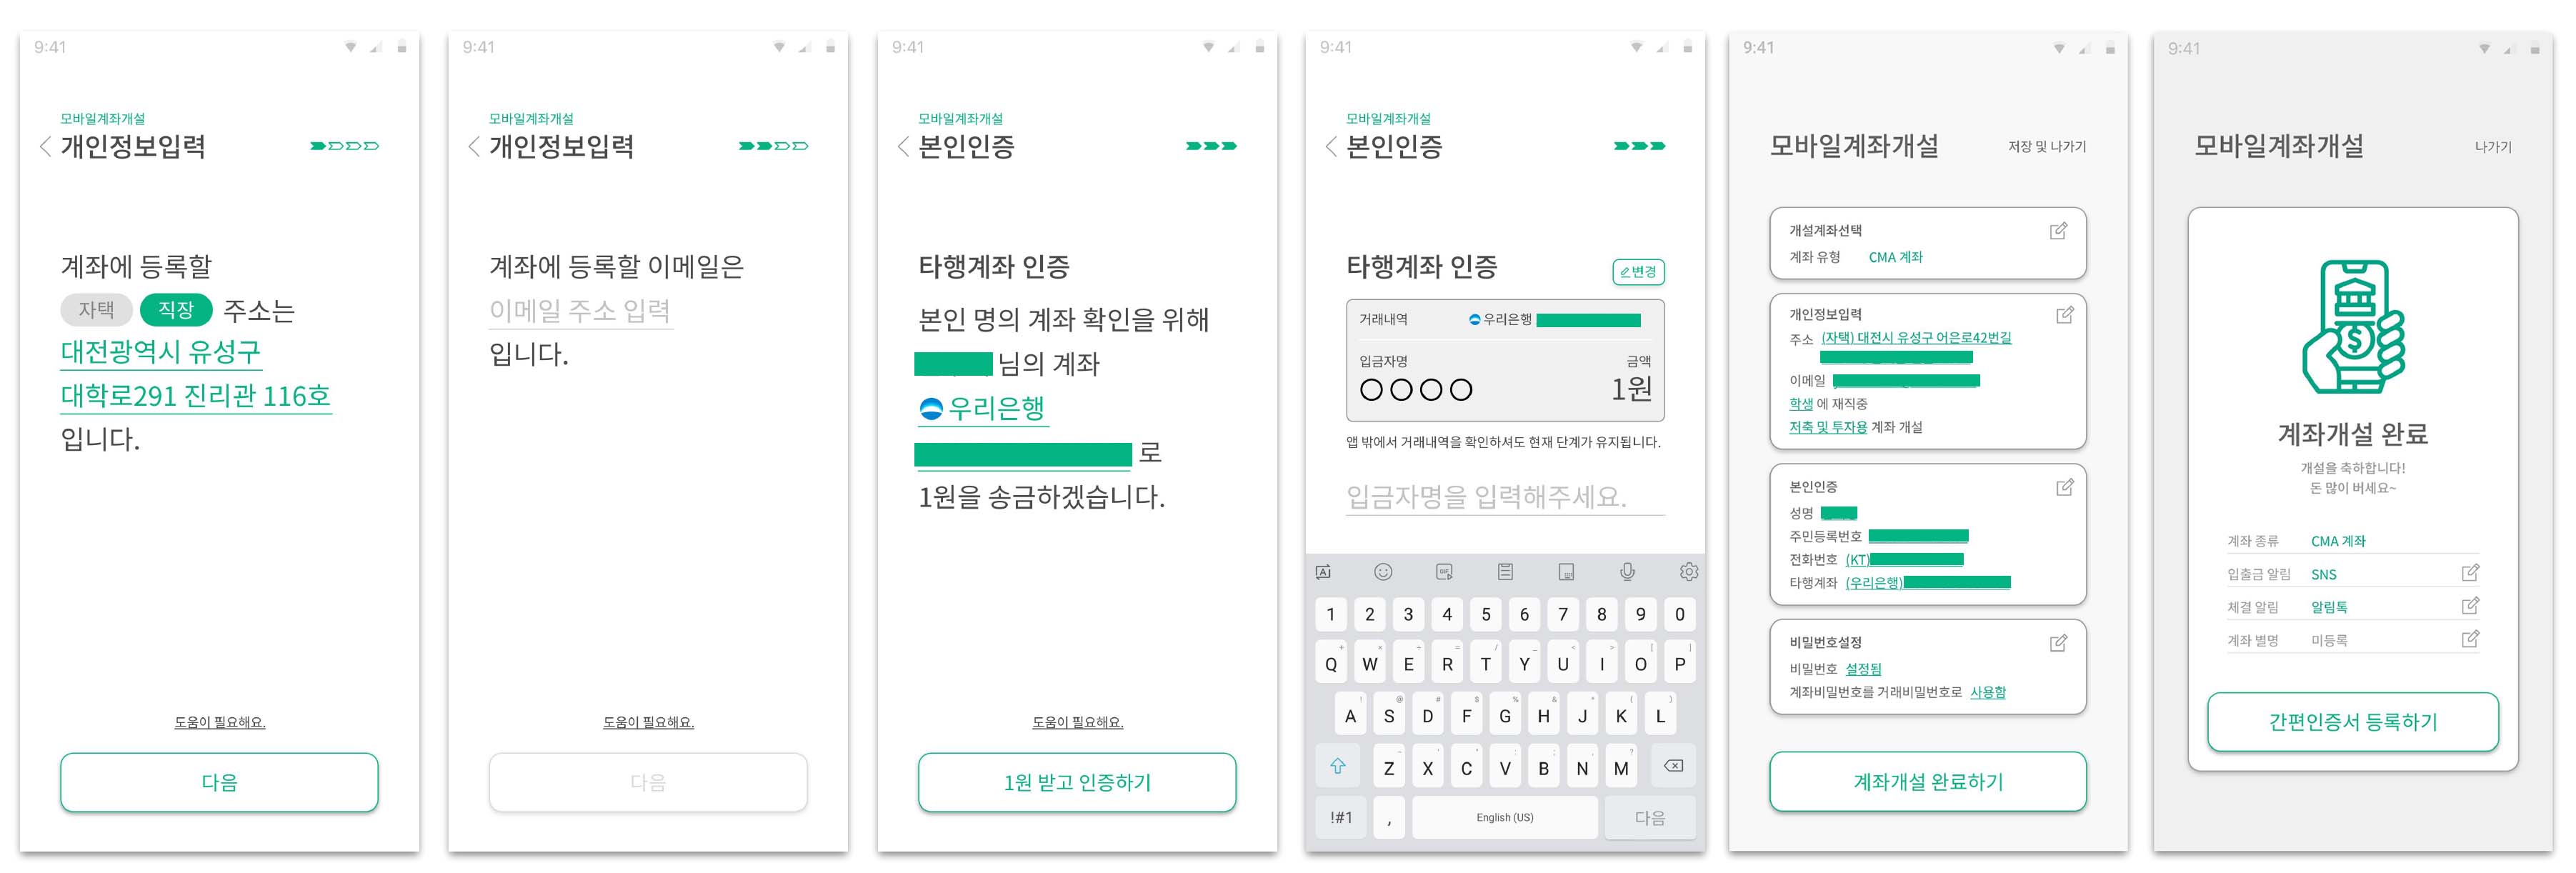 9:41
모바일계좌개설
개인정보입력
계좌에 등록할
자택 직장 주소는
대전광역시 유성구
대학로291 진리관 116호
입니다.
도움이 필요해요.
다음
9:41
모바일계좌개설
개인정보입력
계좌에 등록할 이메일은
이메일 주소 입력
입니다.
도움이 필요해요.
다음
9:41
모바일계좌개설
본인인증
타행계좌 인증
본인 명의 계좌 확인을 위해
님의 계좌
우리은행
로
1원을 송금하겠습니다.
도움이 필요해요.
1원 받고 인증하기
9:41
모바일계좌개설
본인인증
타행계좌 인증
변경
거래내역 우리은행
입금자명 금액
1원
앱 밖에서 거래내역을 확인하셔도 현재 단계가 유지됩니다.
입금자명을 입력해주세요.
1 2 3 4 5 6 7 8 9 0
Q W E R T Y U I O P
A S D F G H J K L
Z X C V B N M
!#1 , English (US) 다음
9:41
모바일계좌개설 저장 및 나가기
개설계좌선택
계좌 유형 CMA 계좌
개인정보입력
주소 (자택) 대전시 유성구 어은로42번길
이메일
학생 에 재직중
저축 및 투자용 계좌 개설
본인인증
성명
주민등록번호
전화번호 (KT)
타행계좌 (우리은행)
비밀번호설정
비밀번호 설정됨
계좌비밀번호를 거래비밀번호로 사용함
계좌개설 완료하기
9:41
모바일계좌개설 나가기
계좌개설 완료
개설을 축하합니다!
돈 많이 버세요~
계좌 종류 CMA 계좌
입출금 알림 SNS
체결 알림 알림톡
계좌 별명 미등록
간편인증서 등록하기